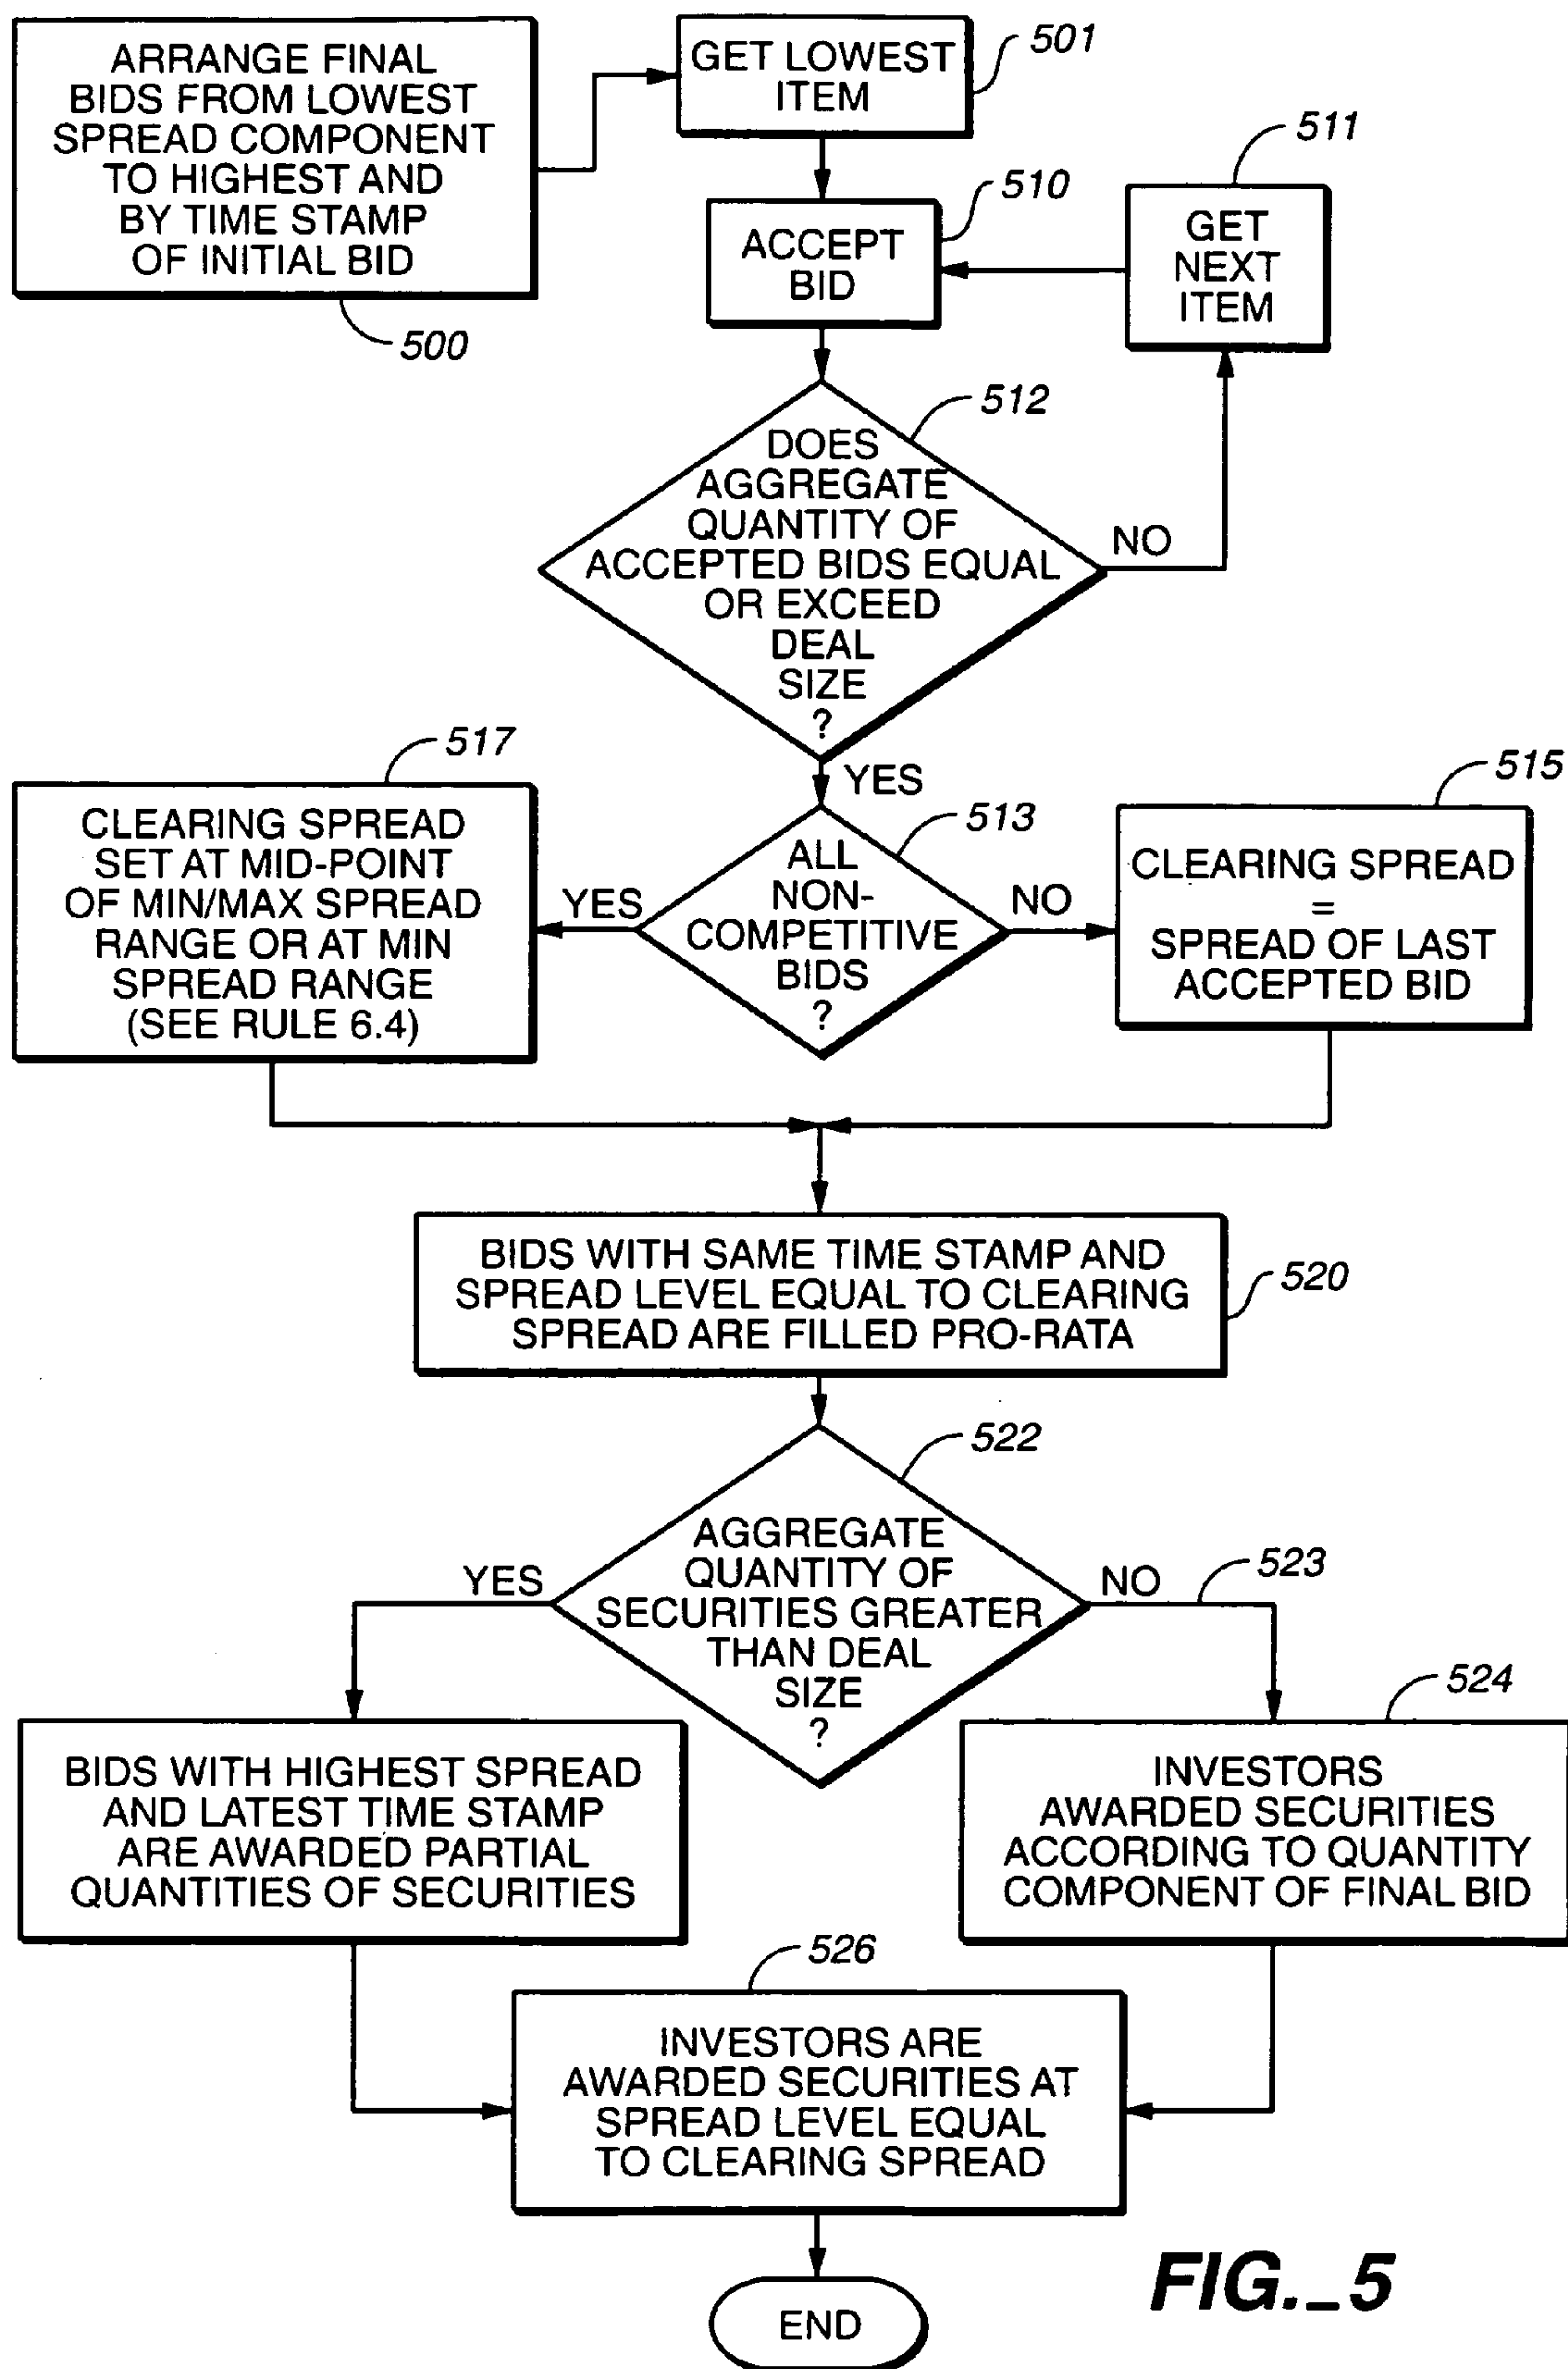 ARRANGE FINAL
BIDS FROM LOWEST
SPREAD COMPONENT
TO HIGHEST AND
BY TIME STAMP
OF INITIAL BID
500
GET LOWEST
ITEM
501
ACCEPT
BID
510
GET
NEXT
ITEM
511
DOES
AGGREGATE
QUANTITY OF
ACCEPTED BIDS EQUAL
OR EXCEED
DEAL
SIZE
?
512
NO
YES
517
CLEARING SPREAD
SET AT MID-POINT
OF MIN/MAX SPREAD
RANGE OR AT MIN
SPREAD RANGE
(SEE RULE 6.4)
YES
ALL
NON-
COMPETITIVE
BIDS
?
513
NO
515
CLEARING SPREAD
=
SPREAD OF LAST
ACCEPTED BID
BIDS WITH SAME TIME STAMP AND
SPREAD LEVEL EQUAL TO CLEARING
SPREAD ARE FILLED PRO-RATA
520
522
AGGREGATE
QUANTITY OF
SECURITIES GREATER
THAN DEAL
SIZE
?
YES
NO
523
BIDS WITH HIGHEST SPREAD
AND LATEST TIME STAMP
ARE AWARDED PARTIAL
QUANTITIES OF SECURITIES
524
INVESTORS
AWARDED SECURITIES
ACCORDING TO QUANTITY
COMPONENT OF FINAL BID
526
INVESTORS ARE
AWARDED SECURITIES AT
SPREAD LEVEL EQUAL
TO CLEARING SPREAD
END
FIG._5